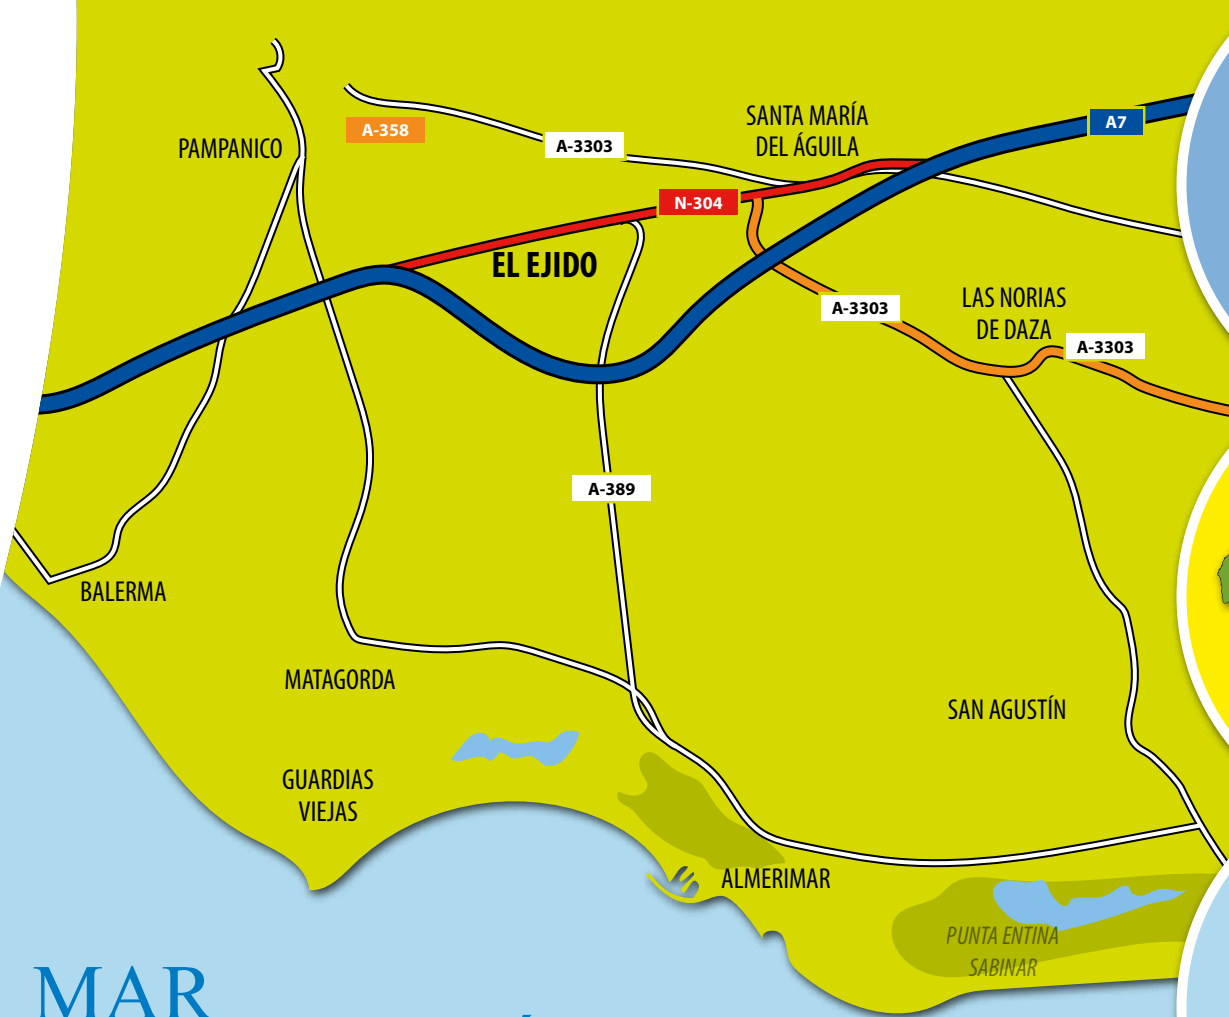 SANTA MARÍA
DEL ÁGUILA
A7
A-358
PAMPANICO
A-3303
N-304
EL EJIDO
LAS NORIAS
DE DAZA
A-3303
A-3303
A-389
BALERMA
MATAGORDA
SAN AGUSTÍN
GUARDIAS
VIEJAS
ALMERIMAR
PUNTA ENTINA
SABINAR
MAR